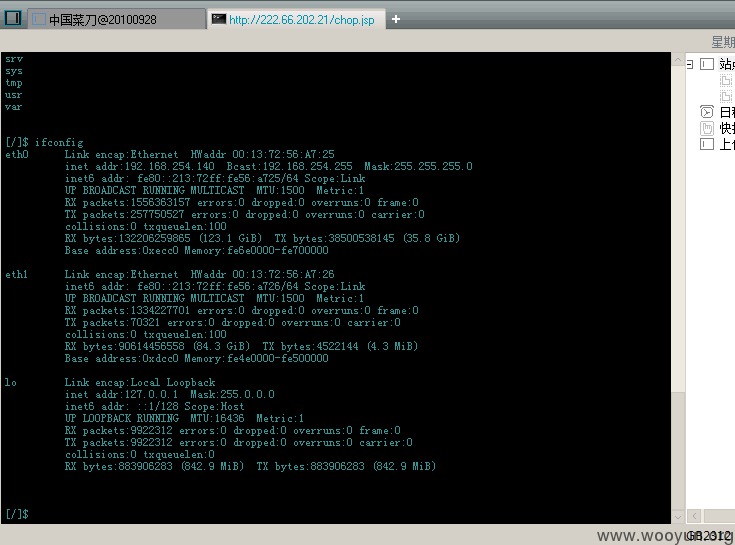 中国菜刀@20100928
http://222.66.202.21/chop.jsp
+
星期
srv
sys
tmp
usr
var
[/]$ ifconfig
eth0 Link encap:Ethernet HWaddr 00:13:72:56:A7:25
inet addr:192.168.254.140 Bcast:192.168.254.255 Mask:255.255.255.0
inet6 addr: fe80::213:72ff:fe56:a725/64 Scope:Link
UP BROADCAST RUNNING MULTICAST MTU:1500 Metric:1
RX packets:1556363157 errors:0 dropped:0 overruns:0 frame:0
TX packets:257750527 errors:0 dropped:0 overruns:0 carrier:0
collisions:0 txqueuelen:100
RX bytes:132206259865 (123.1 GiB) TX bytes:38500538145 (35.8 GiB)
Base address:0xecc0 Memory:fe6e0000-fe700000
eth1 Link encap:Ethernet HWaddr 00:13:72:56:A7:26
inet6 addr: fe80::213:72ff:fe56:a726/64 Scope:Link
UP BROADCAST RUNNING MULTICAST MTU:1500 Metric:1
RX packets:1334227701 errors:0 dropped:0 overruns:0 frame:0
TX packets:70321 errors:0 dropped:0 overruns:0 carrier:0
collisions:0 txqueuelen:100
RX bytes:90614456558 (84.3 GiB) TX bytes:4522144 (4.3 MiB)
Base address:0xdcc0 Memory:fe4e0000-fe500000
lo Link encap:Local Loopback
inet addr:127.0.0.1 Mask:255.0.0.0
inet6 addr: ::1/128 Scope:Host
UP LOOPBACK RUNNING MTU:16436 Metric:1
RX packets:9922312 errors:0 dropped:0 overruns:0 frame:0
TX packets:9922312 errors:0 dropped:0 overruns:0 carrier:0
collisions:0 txqueuelen:0
RX bytes:883906283 (842.9 MiB) TX bytes:883906283 (842.9 MiB)
[/]$
站点
日程
快捷
上传
GB2312
www.wooyun.org